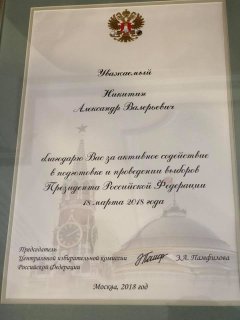 Уважаемый
Никитин
Александр Валерьевич
благодарю Вас за активное содействие
в подготовке и проведении выборов
Президента Российской Федерации
18 марта 2018 года
Председатель
Центральной избирательной комиссии
Российской Федерации
Э.А. Памфилова
Москва, 2018 год